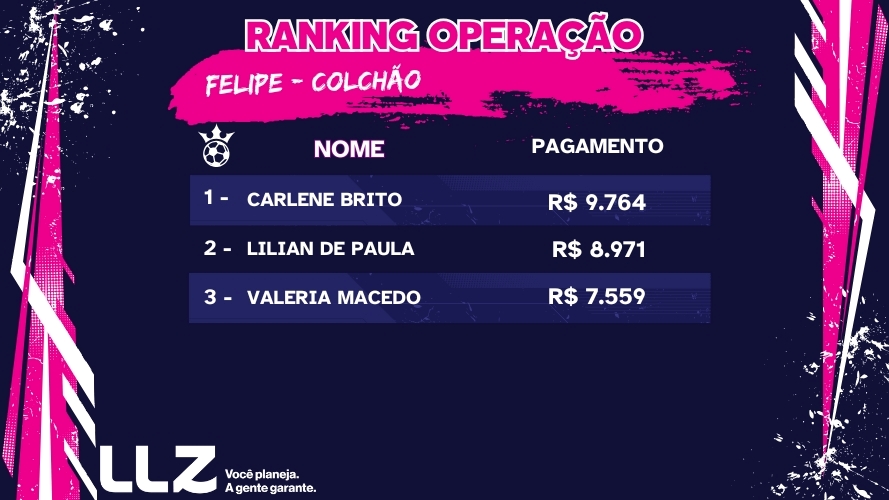 RANKING OPERAÇÃO
FELIPE - COLCHÃO
NOME PAGAMENTO
1 - CARLENE BRITO R$ 9.764
2 - LILIAN DE PAULA R$ 8.971
3 - VALERIA MACEDO R$ 7.559
LLZ
Você planeja.
A gente garante.